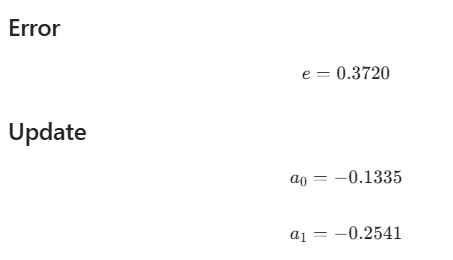 Error
e = 0.3720
Update
a₀ = −0.1335
a₁ = −0.2541